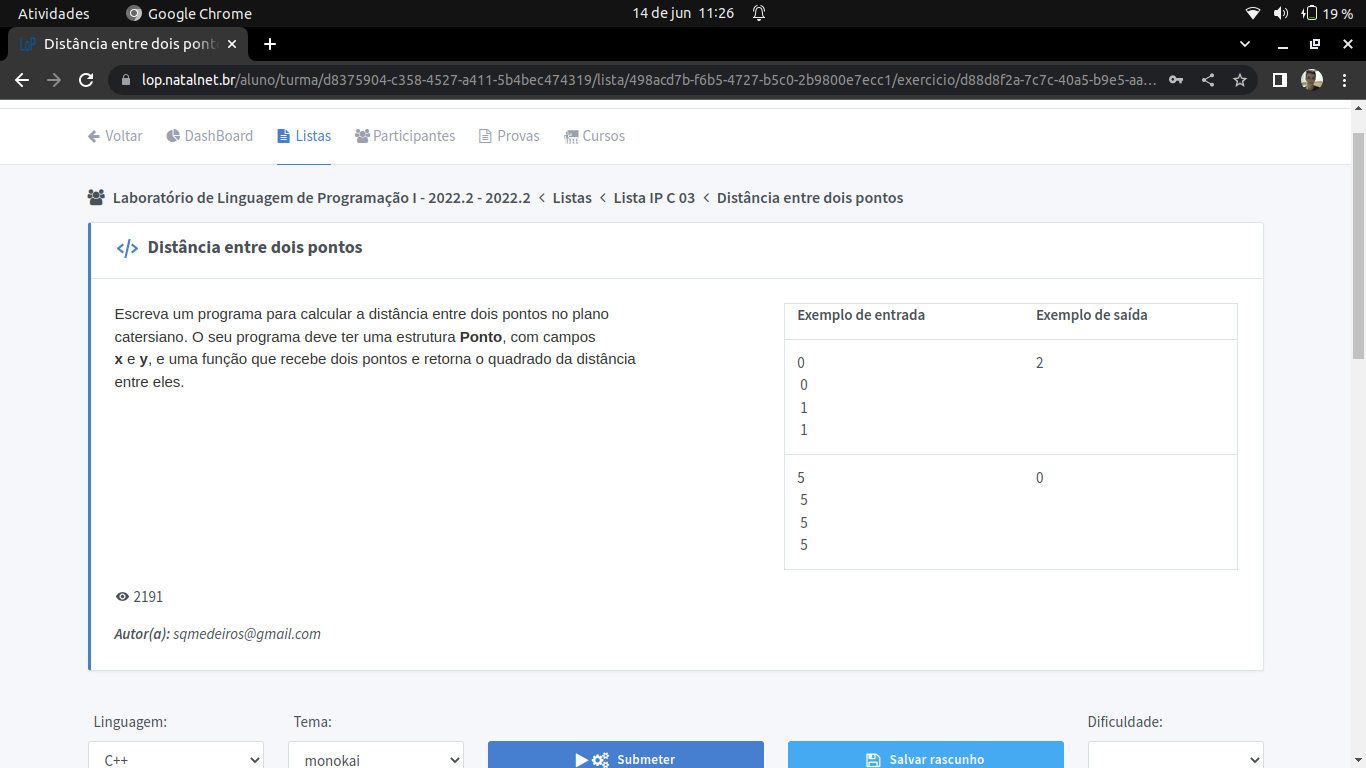 Atividades
Google Chrome
14 de jun 11:26
19 %
Distância entre dois pont
lop.natalnet.br/aluno/turma/d8375904-c358-4527-a411-5b4bec474319/lista/498acd7b-f6b5-4727-b5c0-2b9800e7ecc1/exercicio/d88d8f2a-7c7c-40a5-b9e5-aa…
Voltar
DashBoard
Listas
Participantes
Provas
Cursos
Laboratório de Linguagem de Programação I - 2022.2 - 2022.2 < Listas < Lista IP C 03 < Distância entre dois pontos
</> Distância entre dois pontos
Escreva um programa para calcular a distância entre dois pontos no plano
catersiano. O seu programa deve ter uma estrutura Ponto, com campos
x e y, e uma função que recebe dois pontos e retorna o quadrado da distância
entre eles.
Exemplo de entrada
Exemplo de saída
0
0
1
1
2
5
5
5
5
0
2191
Autor(a): sqmedeiros@gmail.com
Linguagem:
Tema:
Dificuldade:
C++
monokai
Submeter
Salvar rascunho